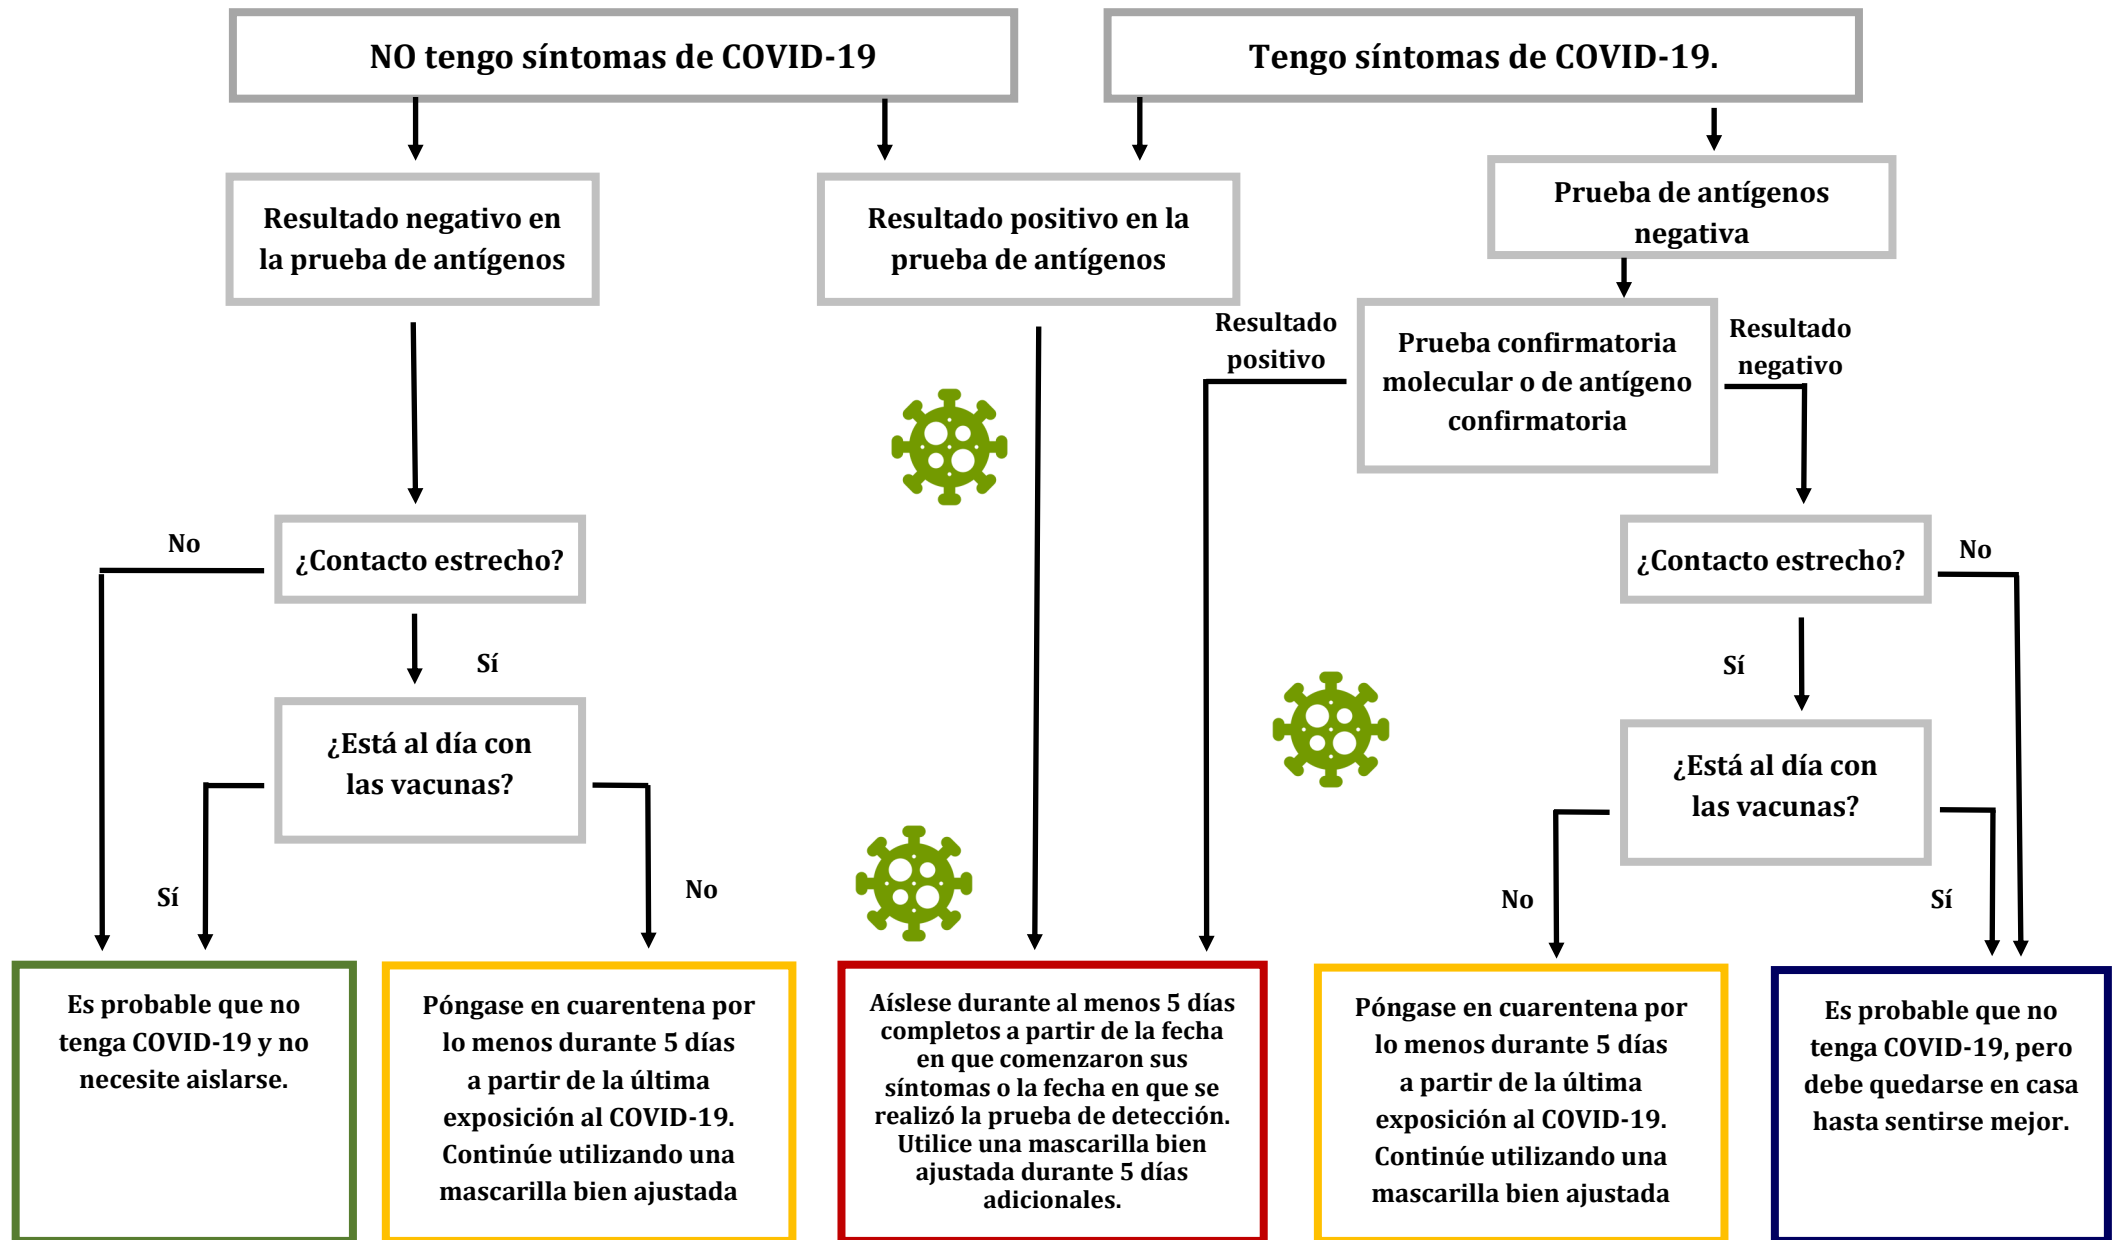 NO tengo síntomas de COVID-19
Tengo síntomas de COVID-19.
Resultado negativo en
la prueba de antígenos
Resultado positivo en la
prueba de antígenos
Prueba de antígenos
negativa
Resultado
positivo
Prueba confirmatoria
molecular o de antígeno
confirmatoria
Resultado
negativo
No
¿Contacto estrecho?
¿Contacto estrecho?
No
Sí
Sí
¿Está al día con
las vacunas?
¿Está al día con
las vacunas?
Sí
No
No
Sí
Es probable que no
tenga COVID-19 y no
necesite aislarse.
Póngase en cuarentena por
lo menos durante 5 días
a partir de la última
exposición al COVID-19.
Continúe utilizando una
mascarilla bien ajustada
Aíslese durante al menos 5 días
completos a partir de la fecha
en que comenzaron sus
síntomas o la fecha en que se
realizó la prueba de detección.
Utilice una mascarilla bien
ajustada durante 5 días
adicionales.
Póngase en cuarentena por
lo menos durante 5 días
a partir de la última
exposición al COVID-19.
Continúe utilizando una
mascarilla bien ajustada
Es probable que no
tenga COVID-19, pero
debe quedarse en casa
hasta sentirse mejor.